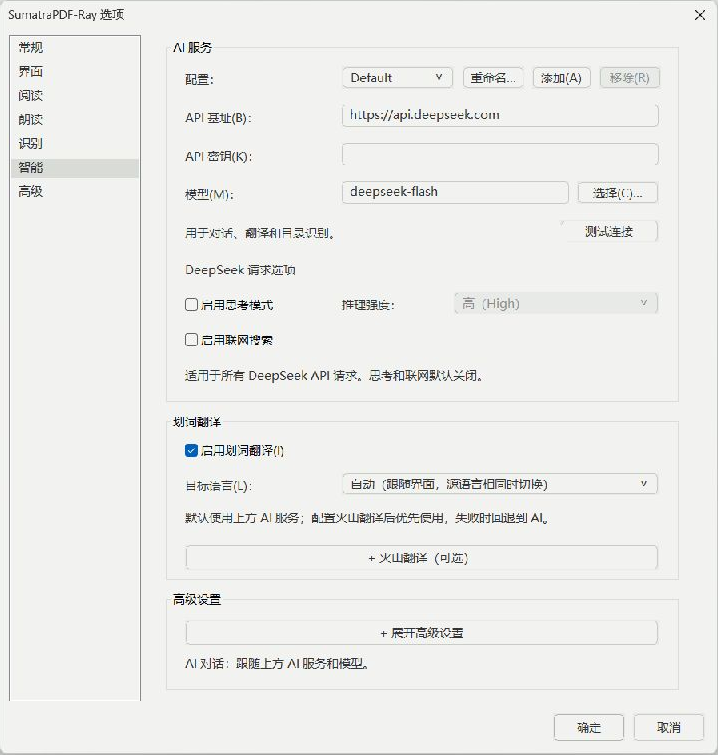 SumatraPDF-Ray 选项
常规
界面
阅读
朗读
识别
智能
高级
AI 服务
配置:
Default
重命名...
添加(A)
移除(R)
API 基址(B):
https://api.deepseek.com
API 密钥(K):
模型(M):
deepseek-flash
选择(C)...
用于对话、翻译和目录识别。
测试连接
DeepSeek 请求选项
启用思考模式
推理强度:
高 (High)
启用联网搜索
适用于所有 DeepSeek API 请求。思考和联网默认关闭。
划词翻译
启用划词翻译(I)
目标语言(L):
自动（跟随界面，源语言相同时切换）
默认使用上方 AI 服务；配置火山翻译后优先使用，失败时回退到 AI。
+ 火山翻译（可选）
高级设置
+ 展开高级设置
AI 对话：跟随上方 AI 服务和模型。
确定
取消